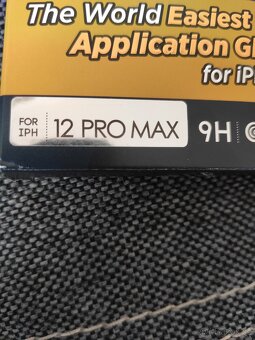 The World Easiest
Application Gl
for iP
FOR
IPH
12 PRO MAX
9H